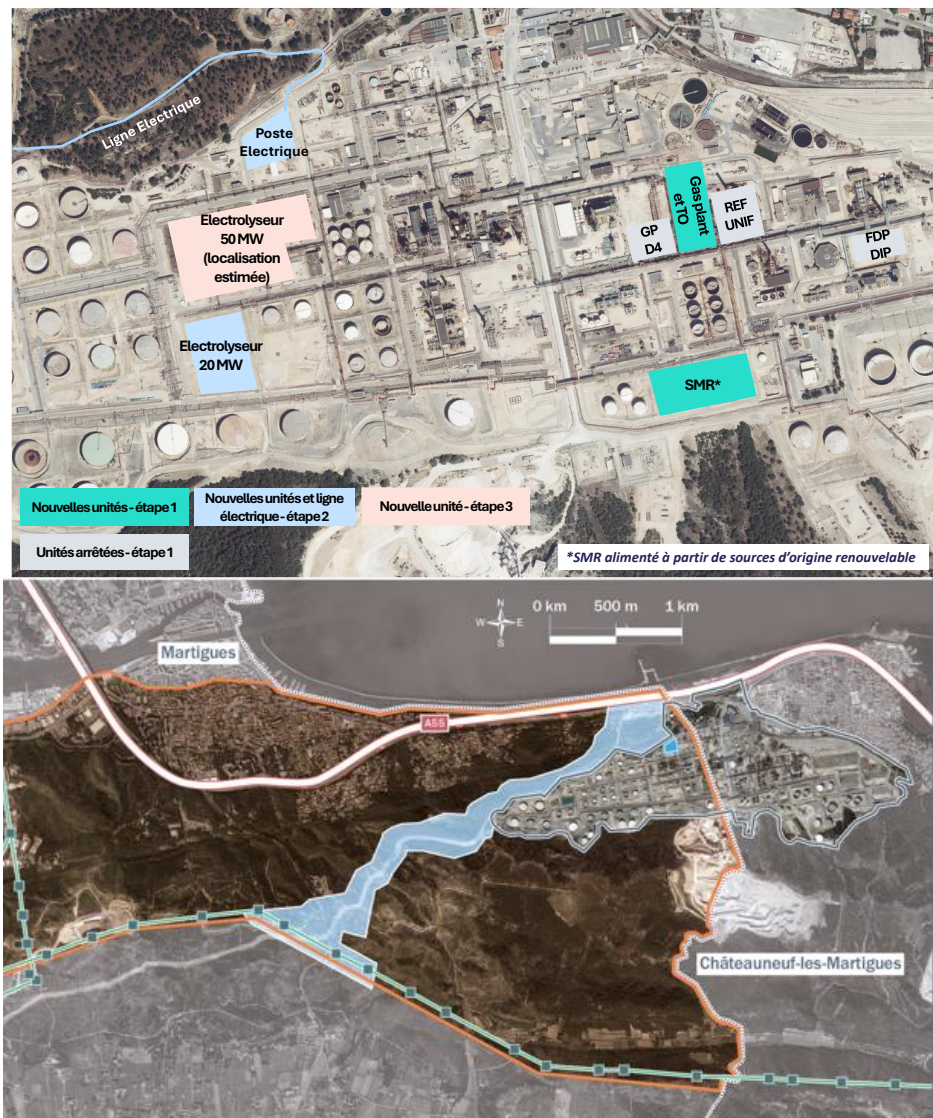 Ligne Electrique
Poste
Electrique
Electrolyseur
50 MW
(localisation
estimée)
Electrolyseur
20 MW
GP
D4
Gas plant
et TO
REF
UNIF
FDP
DIP
SMR*
Nouvelles unités - étape 1
Nouvelles unités et ligne
électrique - étape 2
Nouvelle unité - étape 3
Unités arrêtées - étape 1
*SMR alimenté à partir de sources d'origine renouvelable
N
W E
S
0 km 500 m 1 km
Martigues
A55
Châteauneuf-les-Martigues